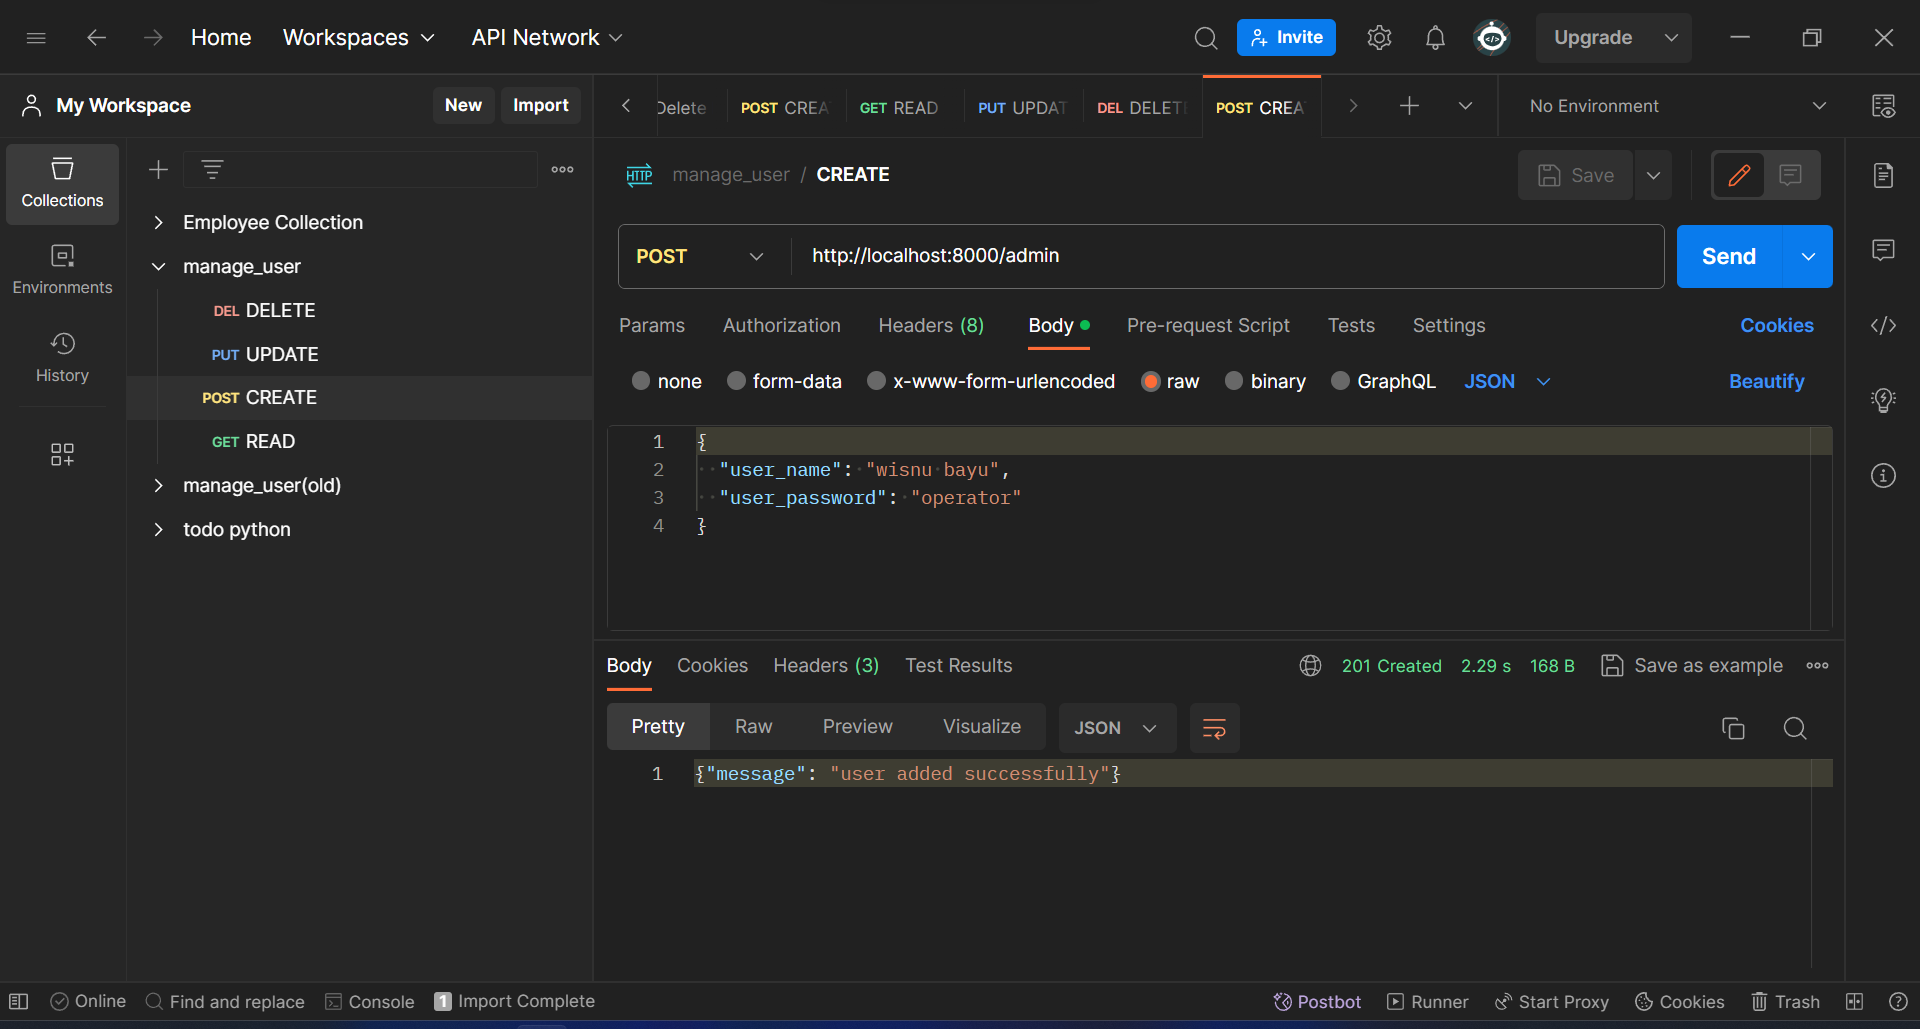 Home Workspaces API Network Invite Upgrade
My Workspace New Import
Delete POST CREA GET READ PUT UPDAT DEL DELET POST CREA No Environment
Collections
Environments
History
Employee Collection
manage_user
DEL DELETE
PUT UPDATE
POST CREATE
GET READ
manage_user(old)
todo python
HTTP manage_user / CREATE Save
POST http://localhost:8000/admin Send
Params Authorization Headers (8) Body Pre-request Script Tests Settings Cookies
none form-data x-www-form-urlencoded raw binary GraphQL JSON Beautify
1 {
2 "user_name": "wisnu bayu",
3 "user_password": "operator"
4 }
Body Cookies Headers (3) Test Results 201 Created 2.29 s 168 B Save as example
Pretty Raw Preview Visualize JSON
1 {"message": "user added successfully"}
Online Find and replace Console 1 Import Complete Postbot Runner Start Proxy Cookies Trash